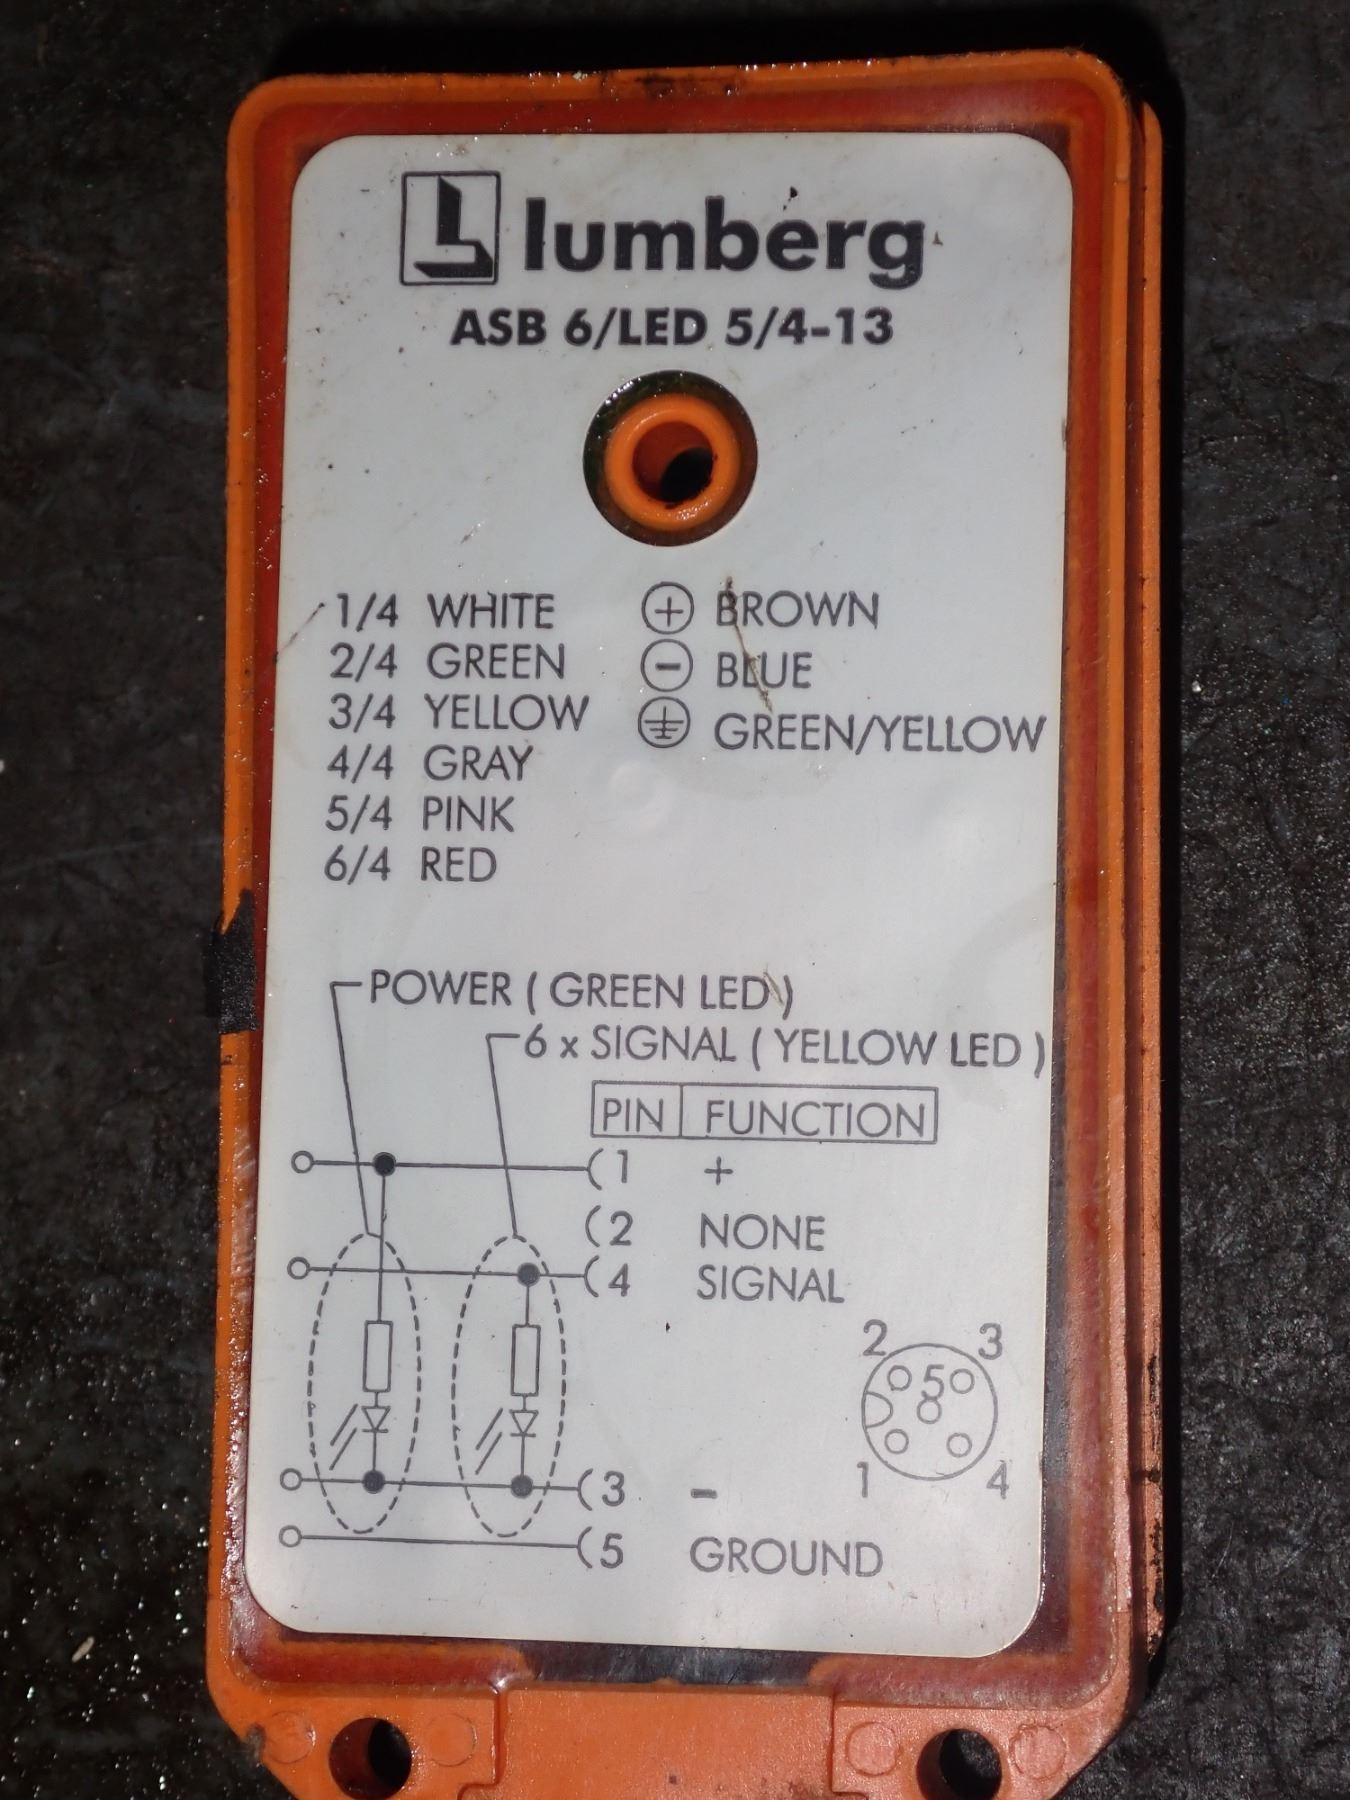 lumberg
ASB 6/LED 5/4-13
1/4 WHITE ⊕ BROWN
2/4 GREEN ⊖ BLUE
3/4 YELLOW ⏚ GREEN/YELLOW
4/4 GRAY
5/4 PINK
6/4 RED
POWER ( GREEN LED )
6 x SIGNAL ( YELLOW LED )
PIN FUNCTION
1 +
2 NONE
4 SIGNAL
2 3
5
1 4
3 -
5 GROUND